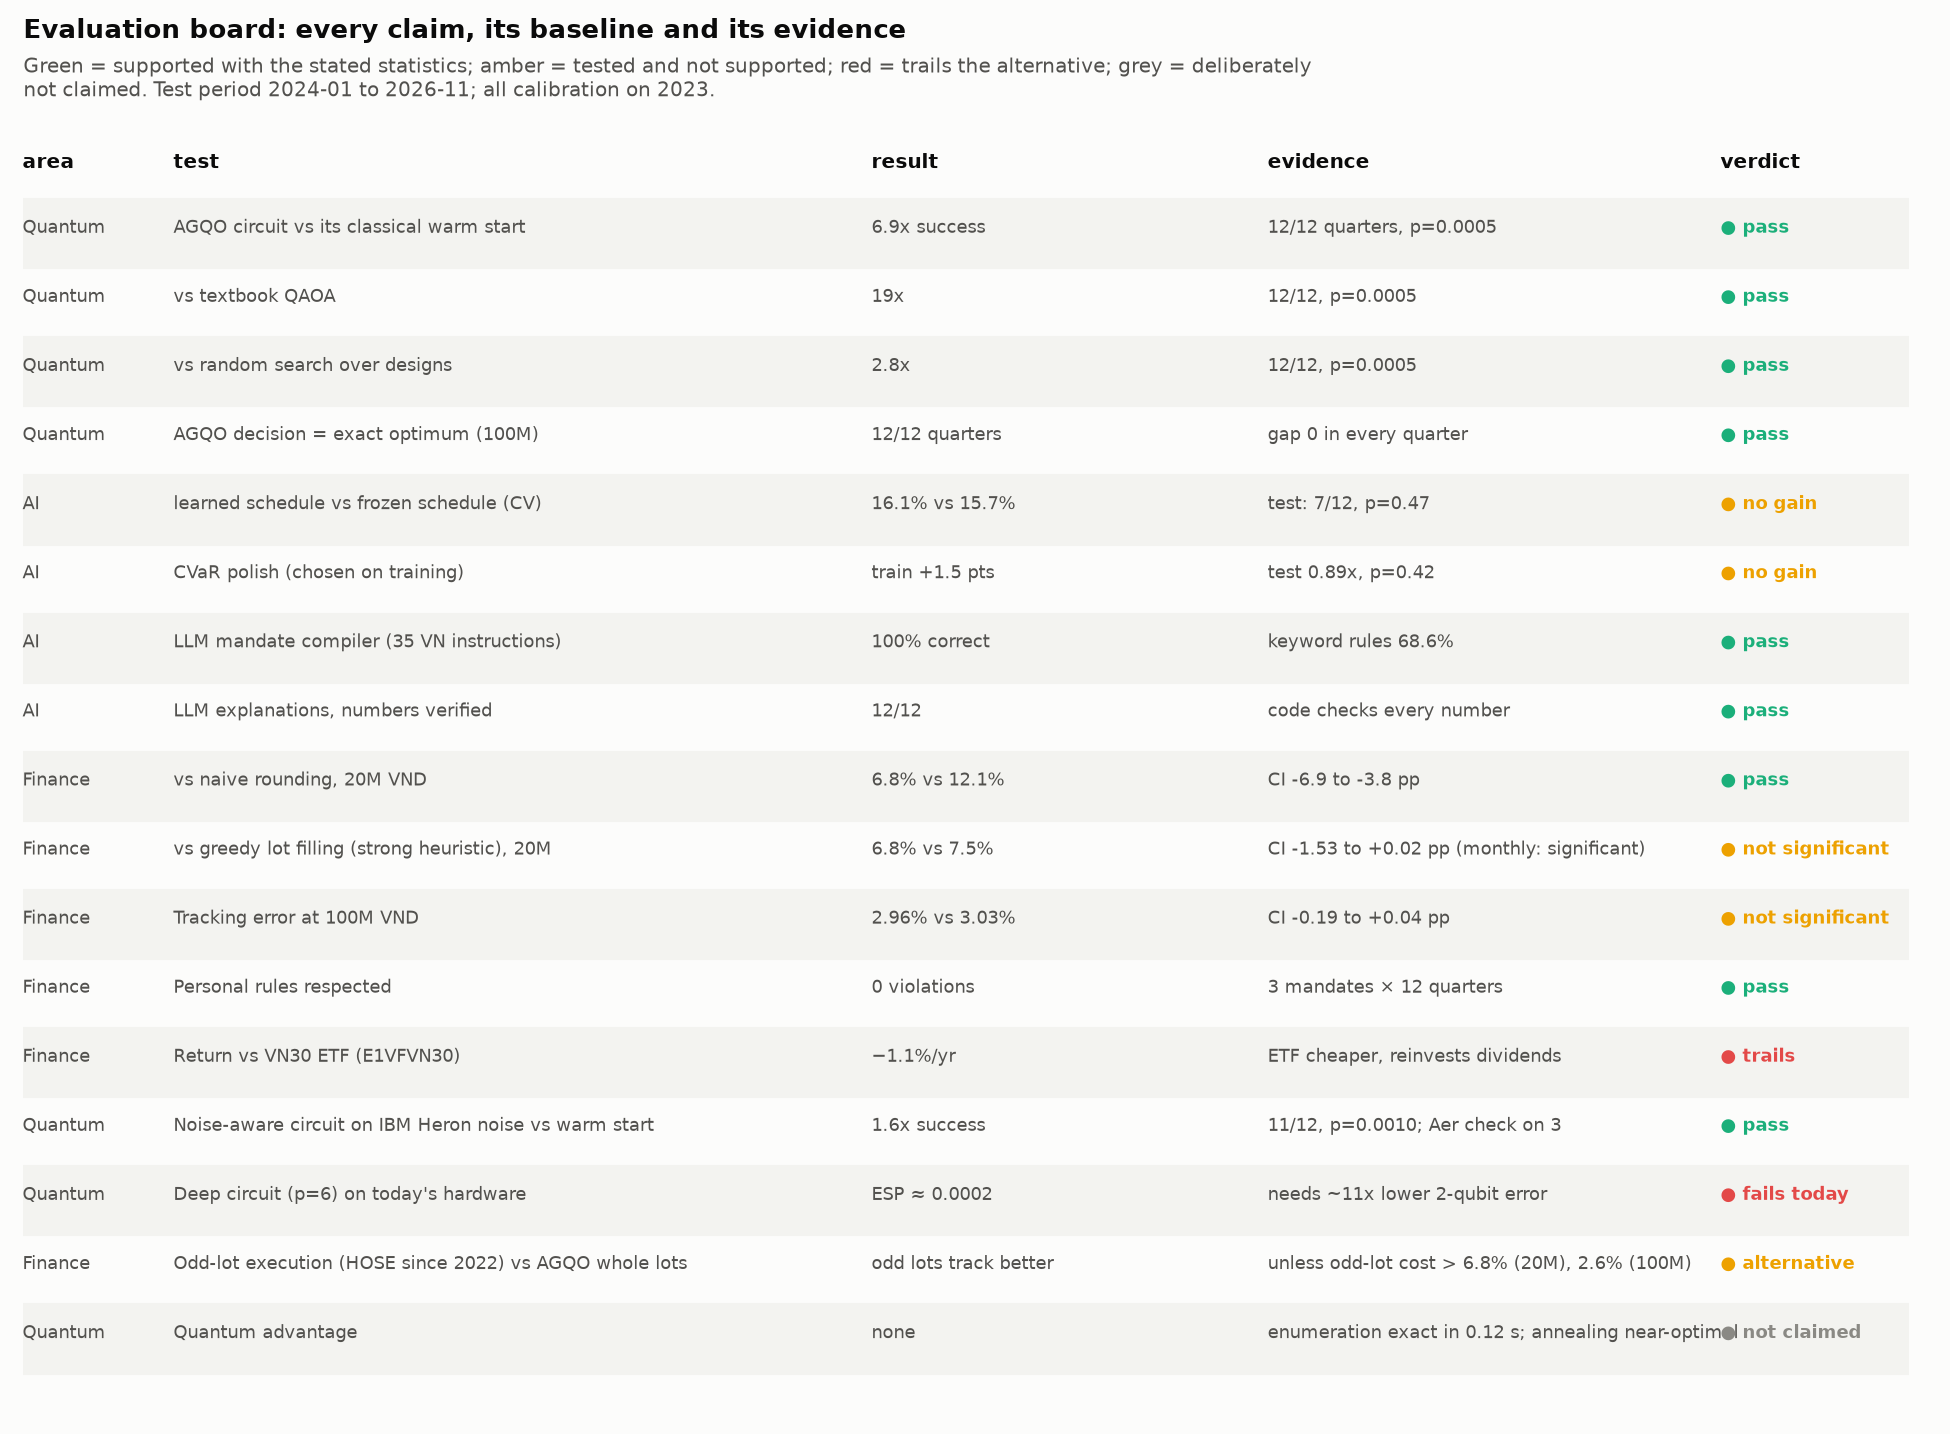 Evaluation board: every claim, its baseline and its evidence
Green = supported with the stated statistics; amber = tested and not supported; red = trails the alternative; grey = deliberately
not claimed. Test period 2024-01 to 2026-11; all calibration on 2023.
area test result evidence verdict
Quantum AGQO circuit vs its classical warm start 6.9x success 12/12 quarters, p=0.0005 ● pass
Quantum vs textbook QAOA 19x 12/12, p=0.0005 ● pass
Quantum vs random search over designs 2.8x 12/12, p=0.0005 ● pass
Quantum AGQO decision = exact optimum (100M) 12/12 quarters gap 0 in every quarter ● pass
AI learned schedule vs frozen schedule (CV) 16.1% vs 15.7% test: 7/12, p=0.47 ● no gain
AI CVaR polish (chosen on training) train +1.5 pts test 0.89x, p=0.42 ● no gain
AI LLM mandate compiler (35 VN instructions) 100% correct keyword rules 68.6% ● pass
AI LLM explanations, numbers verified 12/12 code checks every number ● pass
Finance vs naive rounding, 20M VND 6.8% vs 12.1% CI -6.9 to -3.8 pp ● pass
Finance vs greedy lot filling (strong heuristic), 20M 6.8% vs 7.5% CI -1.53 to +0.02 pp (monthly: significant) ● not significant
Finance Tracking error at 100M VND 2.96% vs 3.03% CI -0.19 to +0.04 pp ● not significant
Finance Personal rules respected 0 violations 3 mandates × 12 quarters ● pass
Finance Return vs VN30 ETF (E1VFVN30) −1.1%/yr ETF cheaper, reinvests dividends ● trails
Quantum Noise-aware circuit on IBM Heron noise vs warm start 1.6x success 11/12, p=0.0010; Aer check on 3 ● pass
Quantum Deep circuit (p=6) on today's hardware ESP ≈ 0.0002 needs ~11x lower 2-qubit error ● fails today
Finance Odd-lot execution (HOSE since 2022) vs AGQO whole lots odd lots track better unless odd-lot cost > 6.8% (20M), 2.6% (100M) ● alternative
Quantum Quantum advantage none enumeration exact in 0.12 s; annealing near-optimal ● not claimed